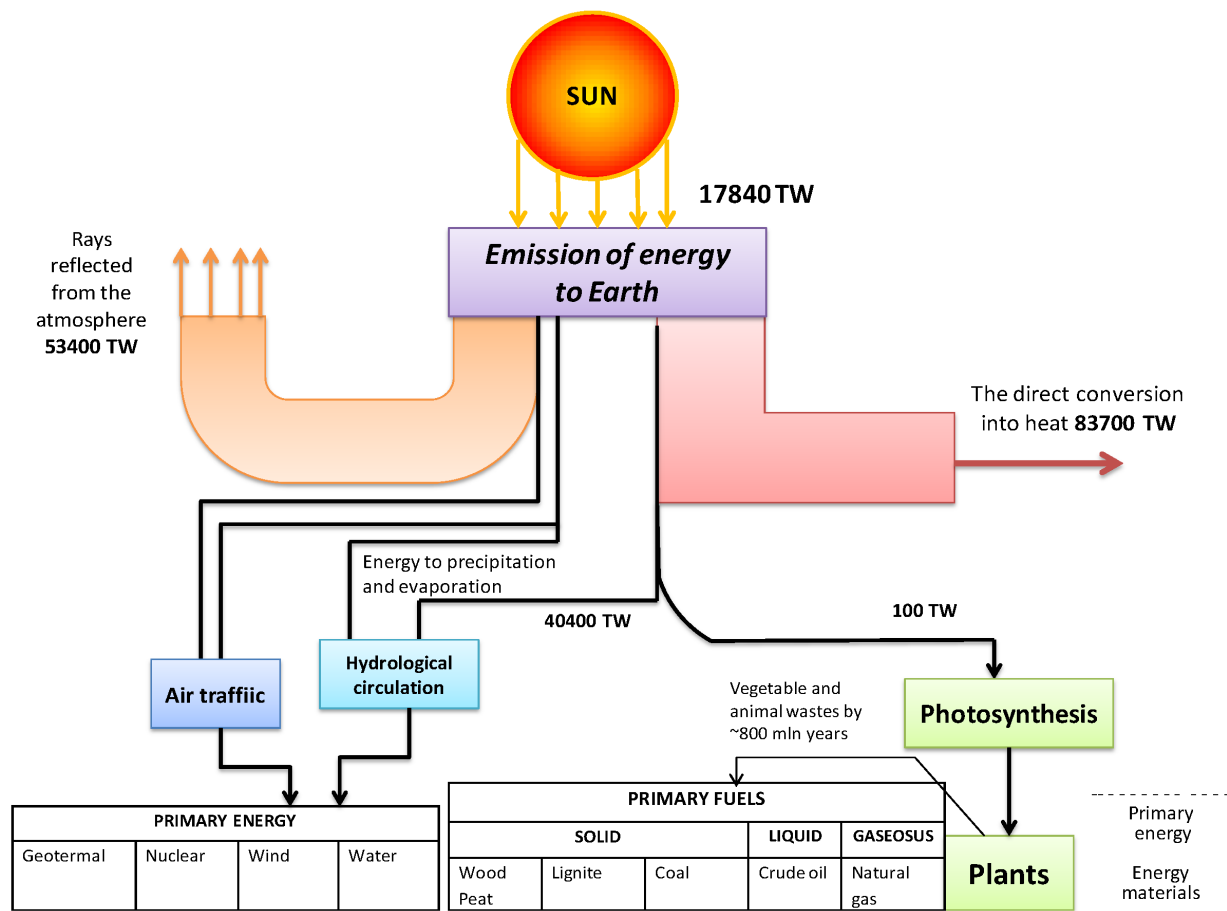 SUN
17840 TW
Emission of energy
to Earth
Rays
reflected
from the
atmosphere
53400 TW
The direct conversion
into heat 83700 TW
Energy to precipitation
and evaporation
40400 TW
100 TW
Air traffiic
Hydrological
circulation
Photosynthesis
Vegetable and
animal wastes by
~800 mln years
PRIMARY ENERGY
Geotermal
Nuclear
Wind
Water
PRIMARY FUELS
SOLID
LIQUID
GASEOSUS
Wood
Peat
Lignite
Coal
Crude oil
Natural
gas
Plants
Primary
energy
Energy
materials